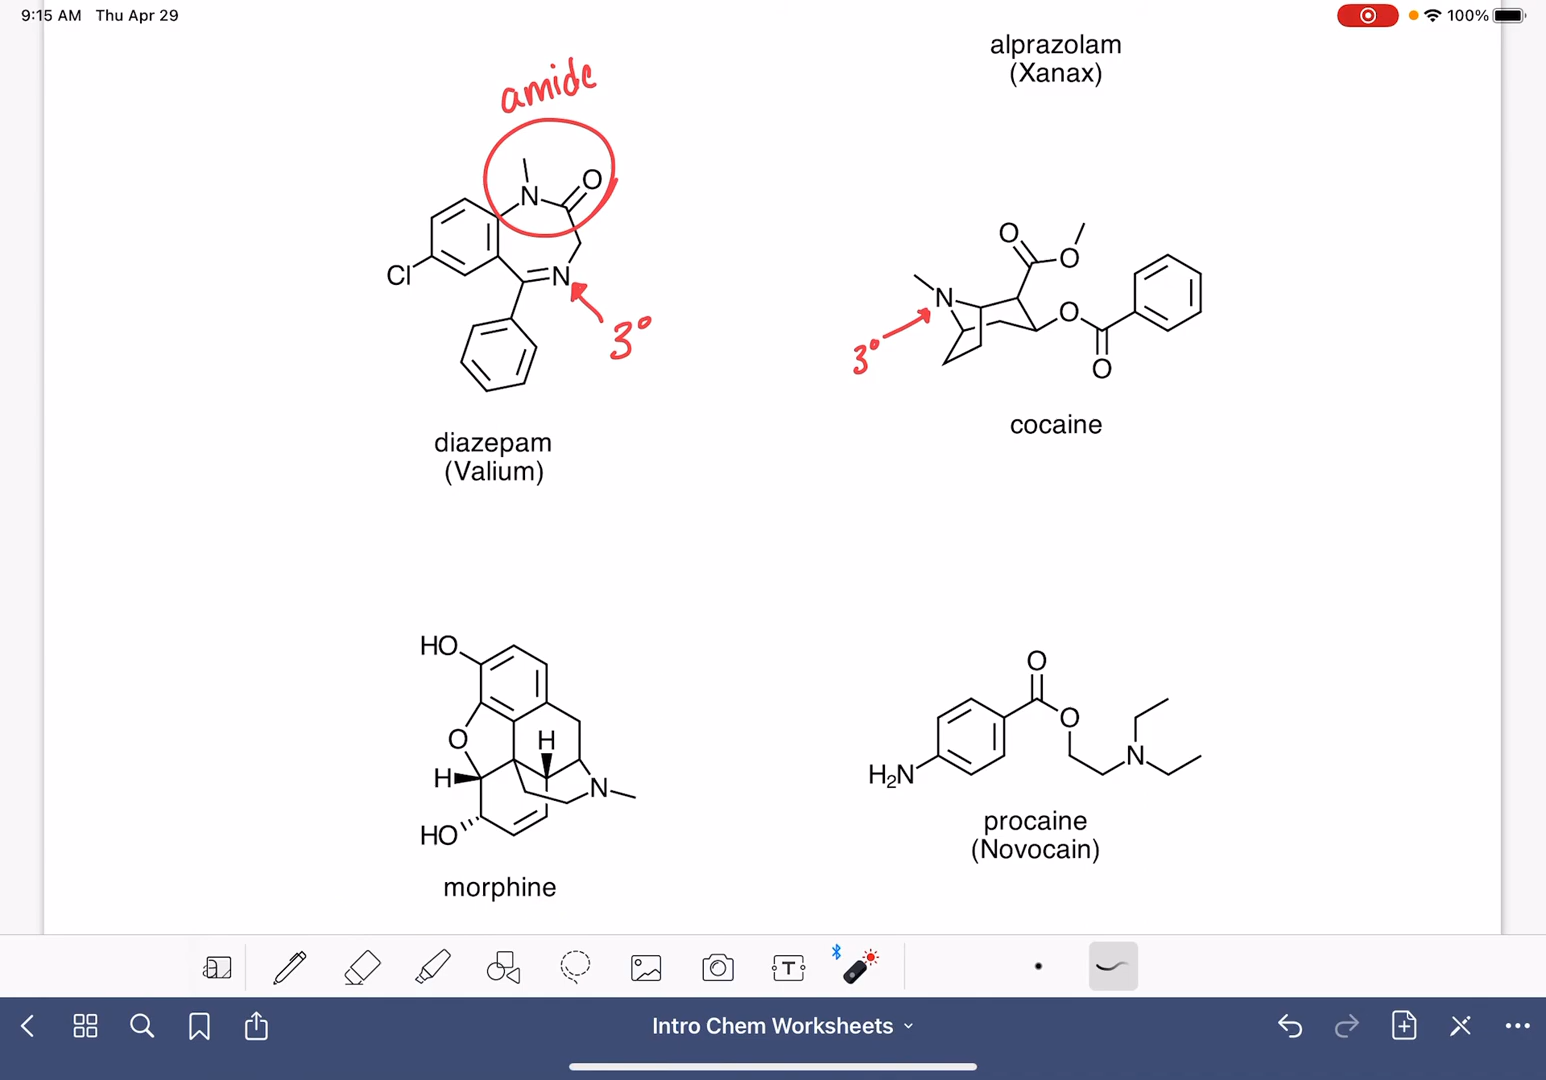 9:15 AM Thu Apr 29
100%
alprazolam
(Xanax)
amide
N
O
Cl
N
3°
diazepam
(Valium)
O
O
N
O
O
3°
cocaine
HO
O
H
H
N
HO
morphine
O
O
N
H₂N
procaine
(Novocain)
a
T
Intro Chem Worksheets